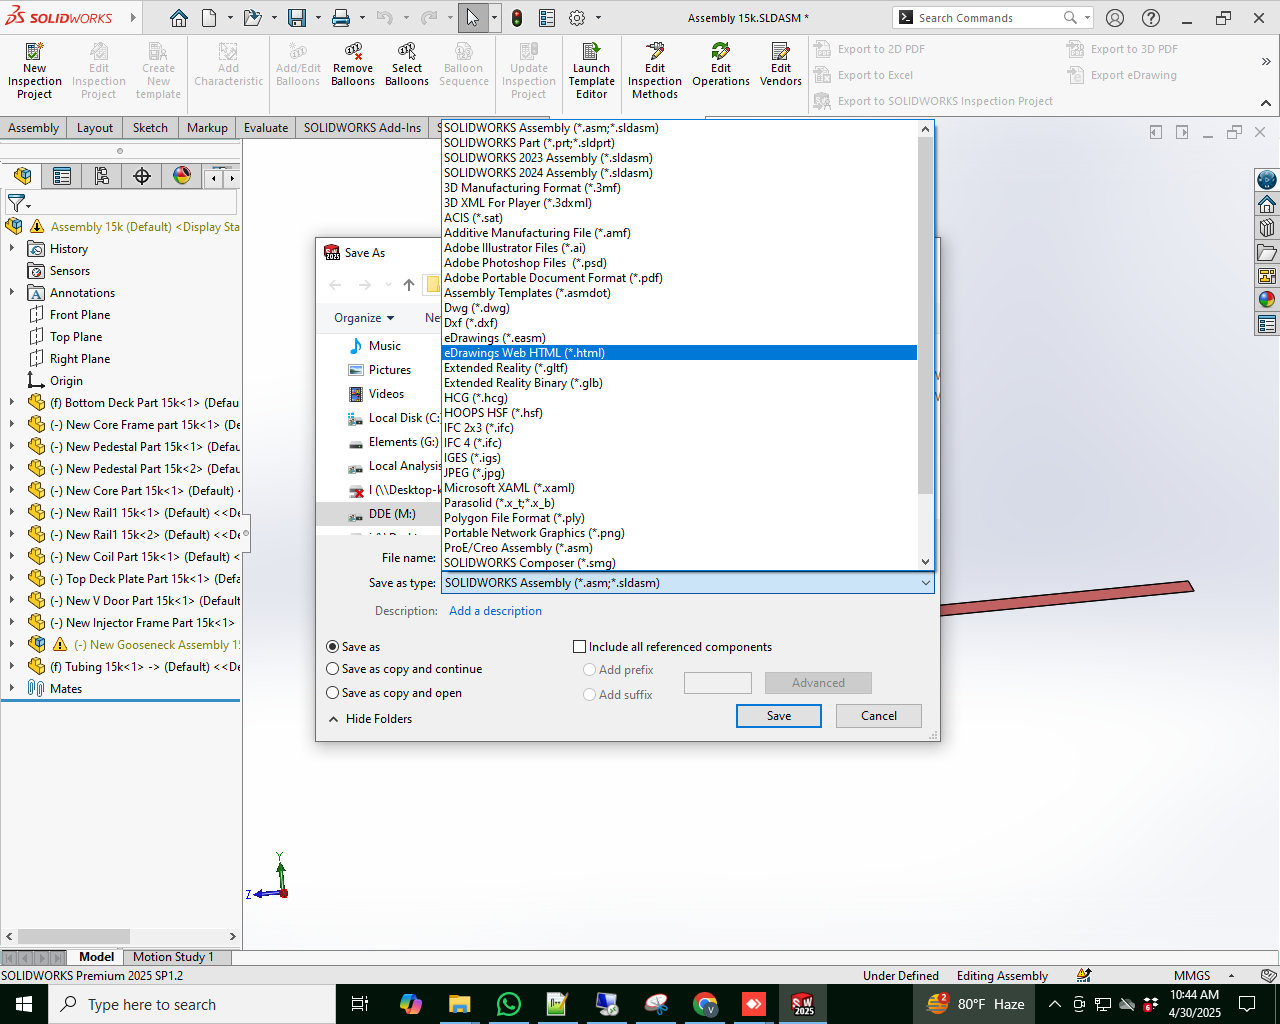 SOLIDWORKS
Assembly 15k.SLDASM *
Search Commands
New Inspection Project
Edit Inspection Project
Create New template
Add Characteristic
Add/Edit Balloons
Remove Balloons
Select Balloons
Balloon Sequence
Update Inspection Project
Launch Template Editor
Edit Inspection Methods
Edit Operations
Edit Vendors
Export to 2D PDF
Export to Excel
Export to SOLIDWORKS Inspection Project
Export to 3D PDF
Export eDrawing
Assembly
Layout
Sketch
Markup
Evaluate
SOLIDWORKS Add-Ins
S
Assembly 15k (Default) <Display Sta
History
Sensors
Annotations
Front Plane
Top Plane
Right Plane
Origin
(f) Bottom Deck Part 15k<1> (Defau
(-) New Core Frame part 15k<1> (D
(-) New Pedestal Part 15k<1> (Defa
(-) New Pedestal Part 15k<2> (Defa
(-) New Core Part 15k<1> (Default)
(-) New Rail1 15k<1> (Default) <<D
(-) New Rail1 15k<2> (Default) <<D
(-) New Coil Part 15k<1> (Default) <
(-) Top Deck Plate Part 15k<1> (De
(-) New V Door Part 15k<1> (Defau
(-) New Injector Frame Part 15k<1>
(-) New Gooseneck Assembly 1
(f) Tubing 15k<1> -> (Default) <<De
Mates
Save As
Organize
Ne
Music
Pictures
Videos
Local Disk (C:
Elements (G:)
Local Analysis
I (\\Desktop-k
DDE (M:)
SOLIDWORKS Assembly (*.asm;*.sldasm)
SOLIDWORKS Part (*.prt;*.sldprt)
SOLIDWORKS 2023 Assembly (*.sldasm)
SOLIDWORKS 2024 Assembly (*.sldasm)
3D Manufacturing Format (*.3mf)
3D XML For Player (*.3dxml)
ACIS (*.sat)
Additive Manufacturing File (*.amf)
Adobe Illustrator Files (*.ai)
Adobe Photoshop Files  (*.psd)
Adobe Portable Document Format (*.pdf)
Assembly Templates (*.asmdot)
Dwg (*.dwg)
Dxf (*.dxf)
eDrawings (*.easm)
eDrawings Web HTML (*.html)
Extended Reality (*.gltf)
Extended Reality Binary (*.glb)
HCG (*.hcg)
HOOPS HSF (*.hsf)
IFC 2x3 (*.ifc)
IFC 4 (*.ifc)
IGES (*.igs)
JPEG (*.jpg)
Microsoft XAML (*.xaml)
Parasolid (*.x_t;*.x_b)
Polygon File Format (*.ply)
Portable Network Graphics (*.png)
ProE/Creo Assembly (*.asm)
SOLIDWORKS Composer (*.smg)
File name:
Save as type: SOLIDWORKS Assembly (*.asm;*.sldasm)
Description: Add a description
Save as
Save as copy and continue
Save as copy and open
Include all referenced components
Add prefix
Add suffix
Advanced
Hide Folders
Save
Cancel
Y
Z
Model
Motion Study 1
SOLIDWORKS Premium 2025 SP1.2
Under Defined
Editing Assembly
MMGS
Type here to search
80°F Haze
10:44 AM
4/30/2025